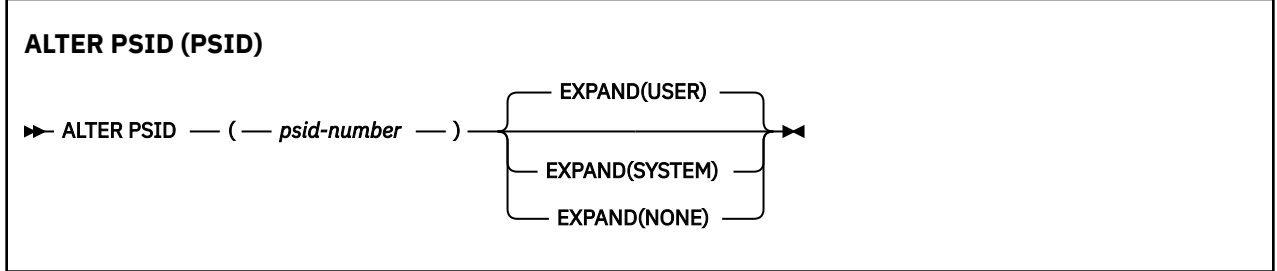 ALTER PSID (PSID)
EXPAND(USER)
ALTER PSID ( psid-number )
EXPAND(SYSTEM)
EXPAND(NONE)